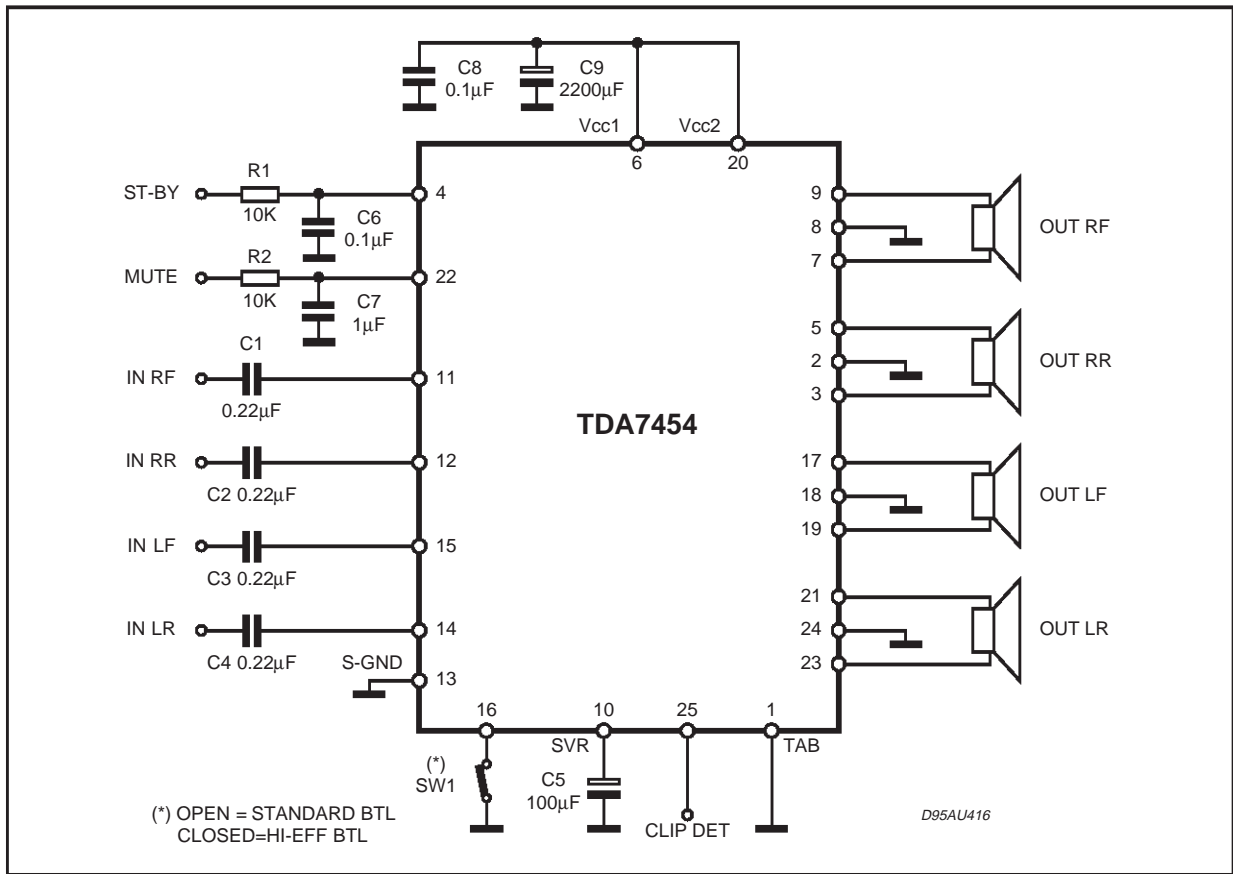 C8
0.1µF
C9
2200µF
Vcc1
Vcc2
6
20
ST-BY
R1
10K
C6
0.1µF
4
MUTE
R2
10K
C7
1µF
22
IN RF
C1
0.22µF
11
IN RR
C2 0.22µF
12
IN LF
C3 0.22µF
15
IN LR
C4 0.22µF
14
S-GND
13
TDA7454
9
8
7
OUT RF
5
2
3
OUT RR
17
18
19
OUT LF
21
24
23
OUT LR
16
10
25
1
SVR
TAB
(*)
SW1
C5
100µF
CLIP DET
(*) OPEN = STANDARD BTL
CLOSED=HI-EFF BTL
D95AU416